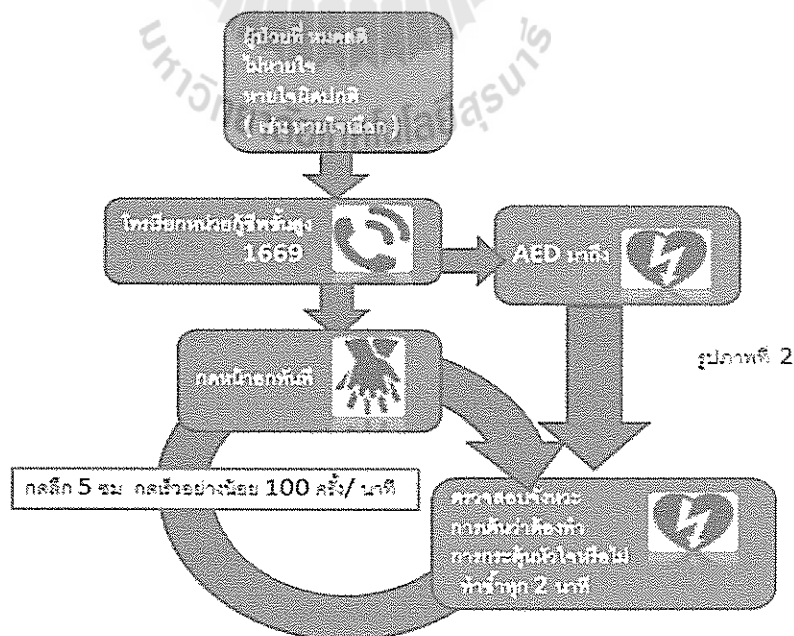 ผู้ป่วยที่ หมดสติ
ไม่หายใจ
หายใจผิดปกติ
( เช่น หายใจเฮือก )
โทรเรียกหน่วยกู้ชีพขั้นสูง
1669
AED มาถึง
กดหน้าอกทันที
รูปภาพที่ 2
กดลึก 5 ซม กดเร็วอย่างน้อย 100 ครั้ง/ นาที
ตรวจสอบจังหวะ
การเต้นว่าต้องทำ
การกระตุ้นหัวใจหรือไม่
ทำซ้ำทุก 2 นาที